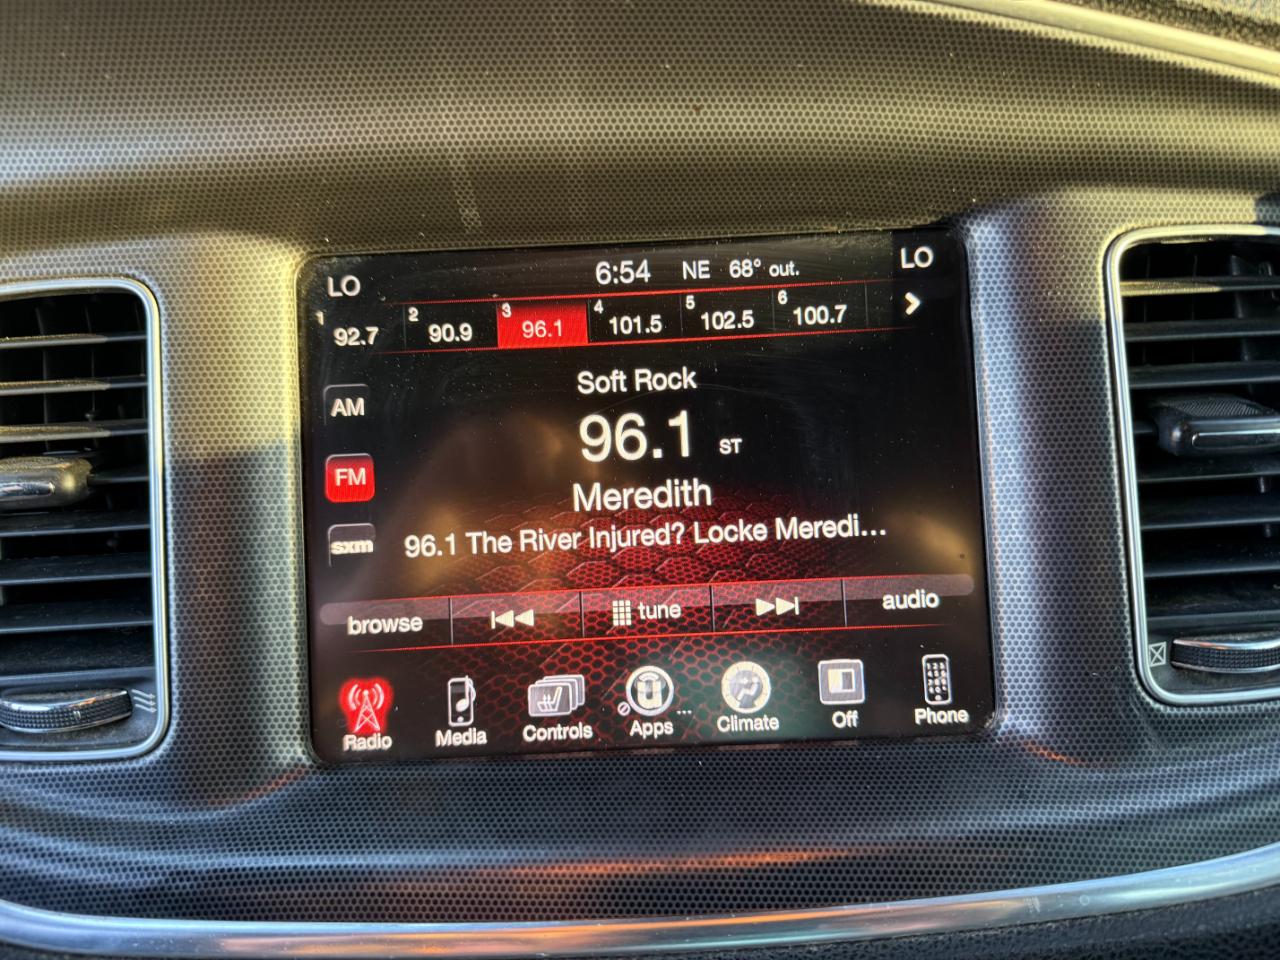 LO 6:54 NE 68° out. LO
1 92.7 2 90.9 3 96.1 4 101.5 5 102.5 6 100.7
Soft Rock
AM
96.1 ST
FM
Meredith
sxm
96.1 The River Injured? Locke Meredi...
browse tune audio
Radio Media Controls Apps ... Climate Off Phone